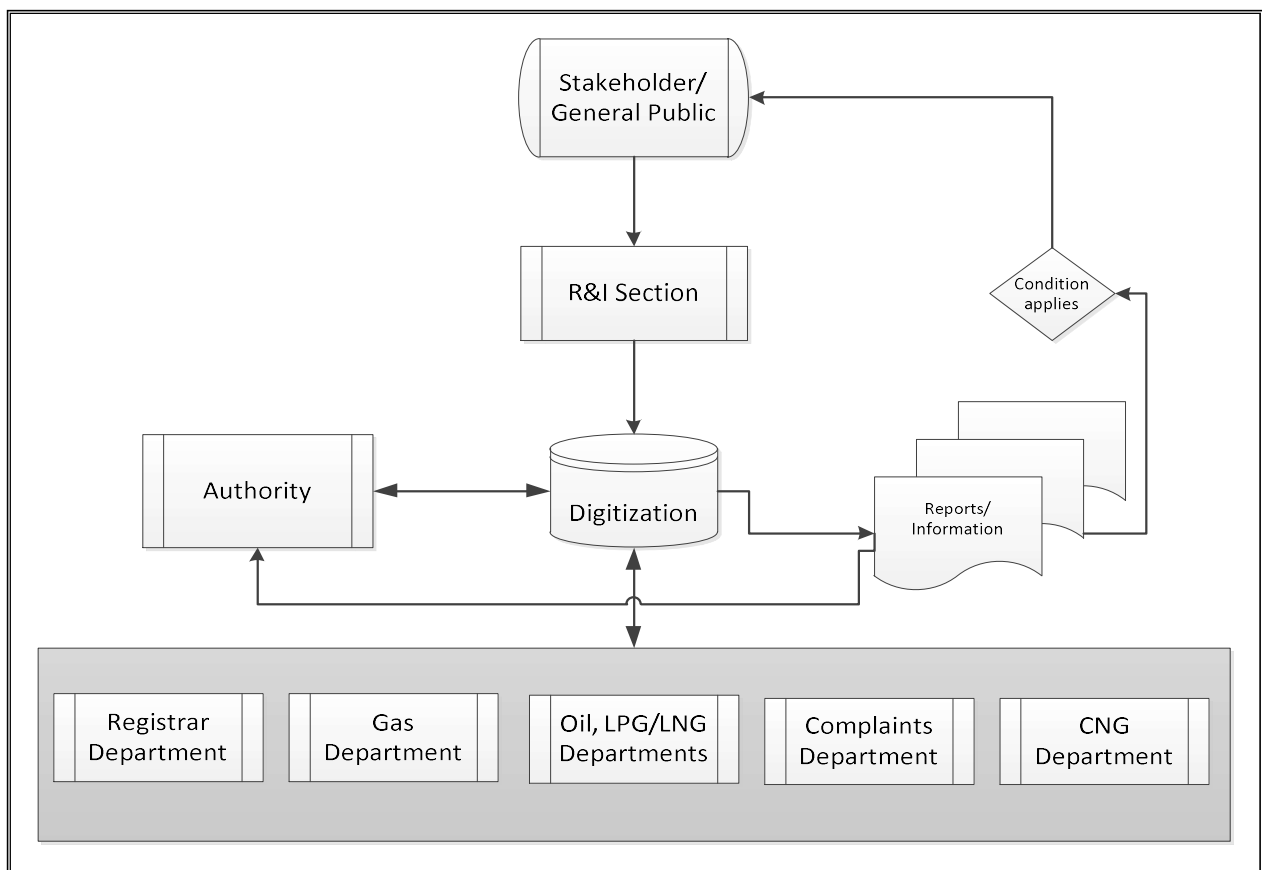 Stakeholder/
General Public
R&I Section
Condition
applies
Authority
Digitization
Reports/
Information
Registrar
Department
Gas
Department
Oil, LPG/LNG
Departments
Complaints
Department
CNG
Department